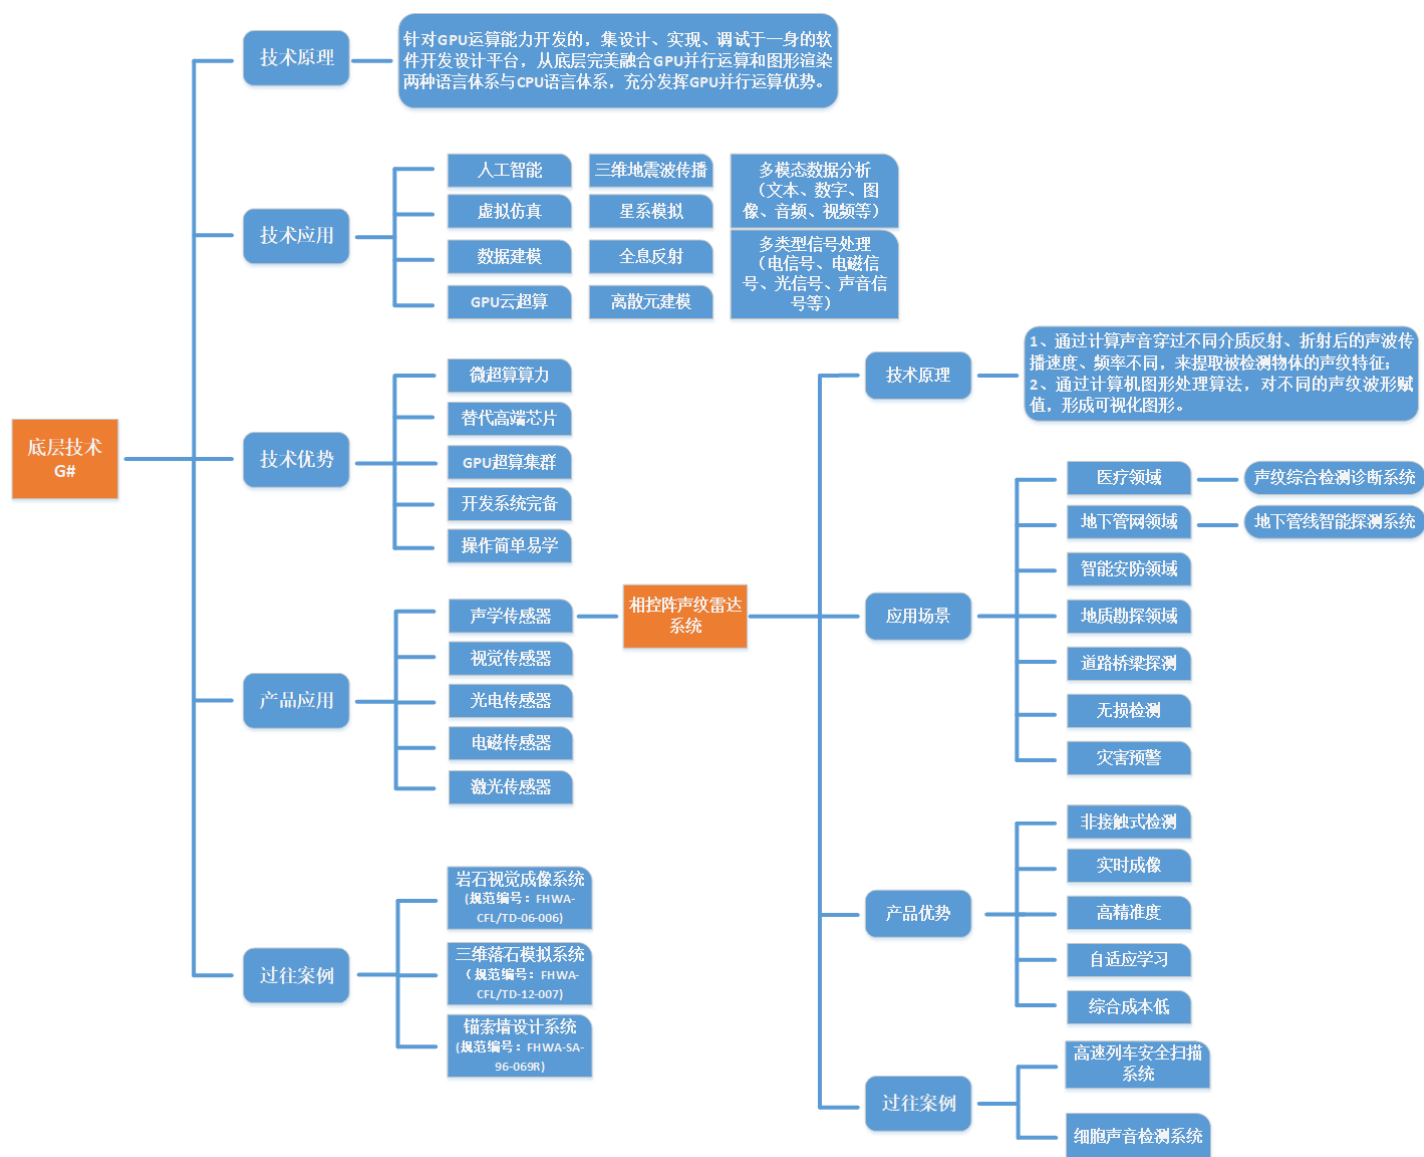 底层技术
G#
技术原理
针对GPU运算能力开发的，集设计、实现、调试于一身的软
件开发设计平台，从底层完美融合GPU并行运算和图形渲染
两种语言体系与CPU语言体系，充分发挥GPU并行运算优势。
技术应用
人工智能
虚拟仿真
数据建模
GPU云超算
三维地震波传播
星系模拟
全息反射
离散元建模
多模态数据分析
（文本、数字、图
像、音频、视频等）
多类型信号处理
（电信号、电磁信
号、光信号、声音信
号等）
技术优势
微超算算力
替代高端芯片
GPU超算集群
开发系统完备
操作简单易学
产品应用
声学传感器
视觉传感器
光电传感器
电磁传感器
激光传感器
过往案例
岩石视觉成像系统
(规范编号：FHWA-
CFL/TD-06-006)
三维落石模拟系统
（规范编号：FHWA-
CFL/TD-12-007)
锚索墙设计系统
(规范编号：FHWA-SA-
96-069R)
相控阵声纹雷达
系统
技术原理
1、通过计算声音穿过不同介质反射、折射后的声波传
播速度、频率不同，来提取被检测物体的声纹特征；
2、通过计算机图形处理算法，对不同的声纹波形赋
值，形成可视化图形。
应用场景
医疗领域
声纹综合检测诊断系统
地下管网领域
地下管线智能探测系统
智能安防领域
地质勘探领域
道路桥梁探测
无损检测
灾害预警
产品优势
非接触式检测
实时成像
高精准度
自适应学习
综合成本低
过往案例
高速列车安全扫描
系统
细胞声音检测系统